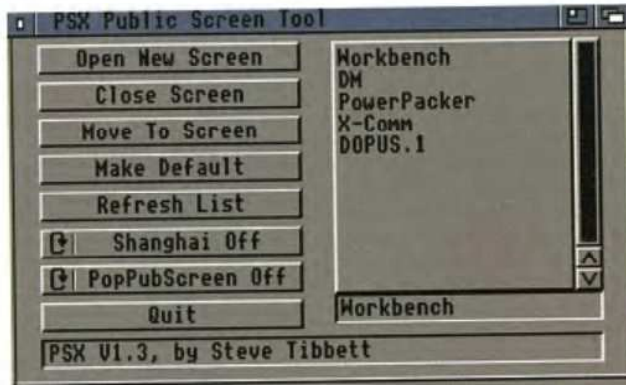 PSX Public Screen Tool
Open New Screen
Close Screen
Move To Screen
Make Default
Refresh List
Shanghai Off
PopPubScreen Off
Quit
Workbench
DM
PowerPacker
X-Comm
DOPUS.1
Workbench
PSX V1.3, by Steve Tibbett